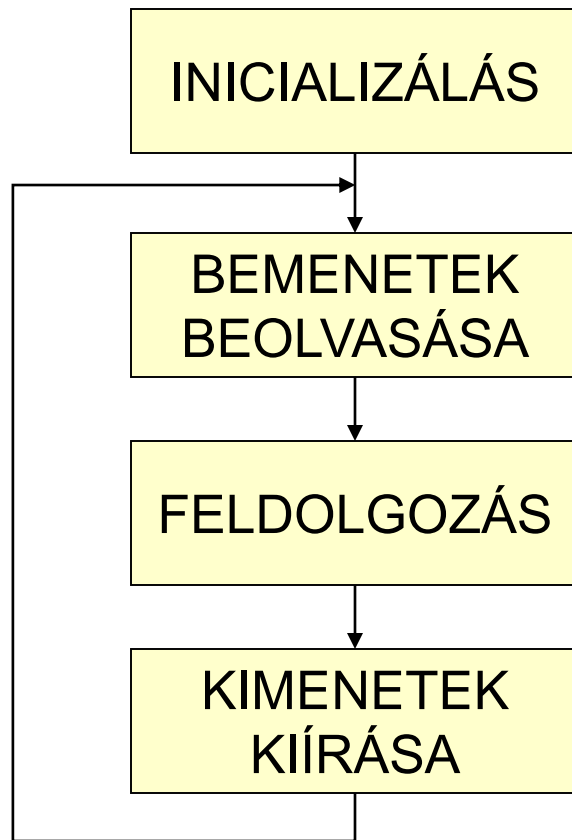 INICIALIZÁLÁS
BEMENETEK
BEOLVASÁSA
FELDOLGOZÁS
KIMENETEK
KIÍRÁSA